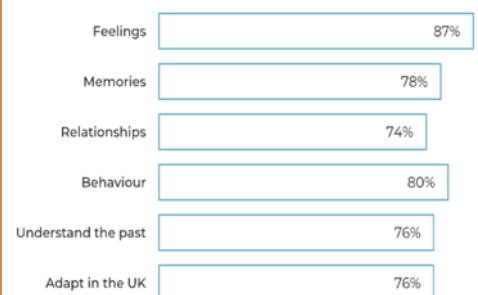 Feelings 87%
Memories 78%
Relationships 74%
Behaviour 80%
Understand the past 76%
Adapt in the UK 76%